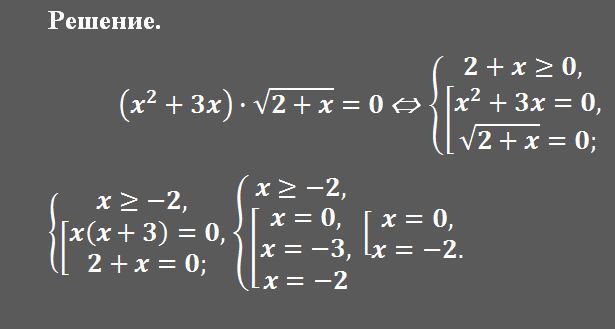 Решение.
(x² + 3x) · √(2 + x) = 0 ⇔ { 2 + x ≥ 0, [ x² + 3x = 0, √(2 + x) = 0;
{ x ≥ −2, [ x(x + 3) = 0, 2 + x = 0; { x ≥ −2, [ x = 0, x = −3, x = −2 [ x = 0, x = −2.